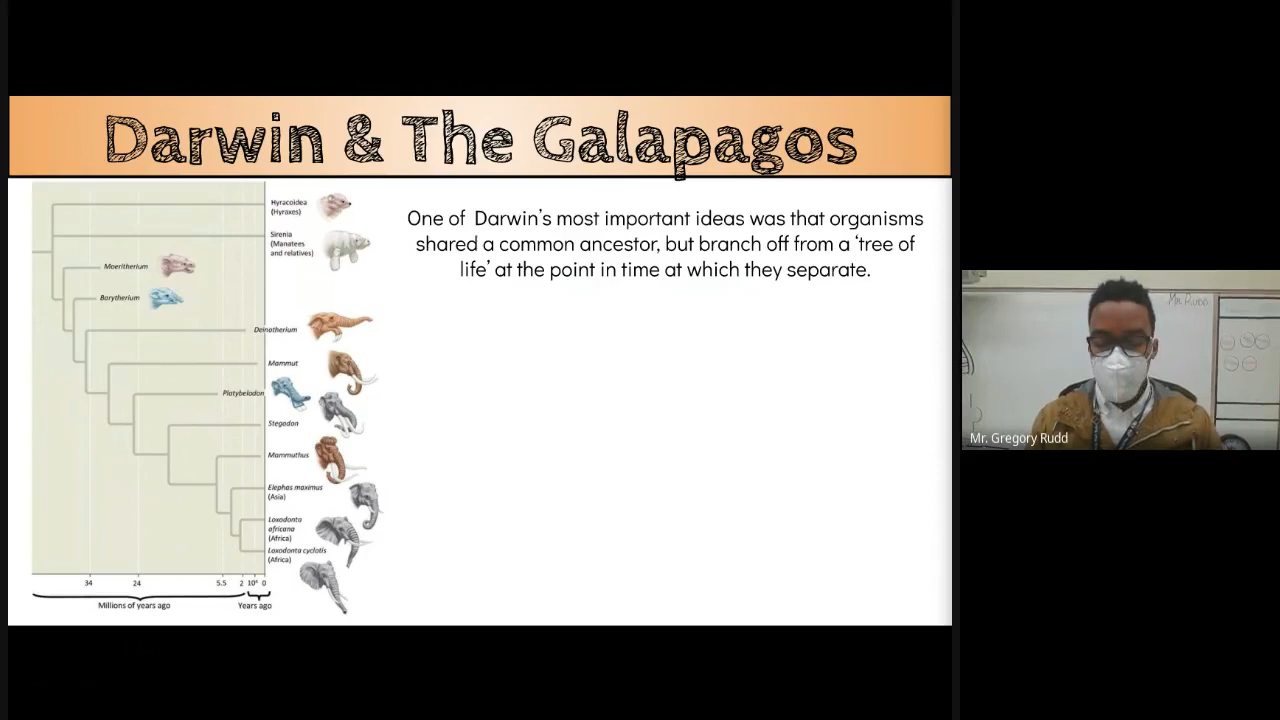 Darwin & The Galapagos
Hyracoidea
(Hyraxes)
Sirenia
(Manatees
and relatives)
Moeritherium
Barytherium
Deinotherium
Mammut
Platybelodon
Stegodon
Mammuthus
Elephas maximus
(Asia)
Loxodonta
africana
(Africa)
Loxodonta cyclotis
(Africa)
34 24 5.5 2 10⁴ 0
Millions of years ago Years ago
One of Darwin's most important ideas was that organisms
shared a common ancestor, but branch off from a 'tree of
life' at the point in time at which they separate.
Mr. Rudd
Mr. Gregory Rudd